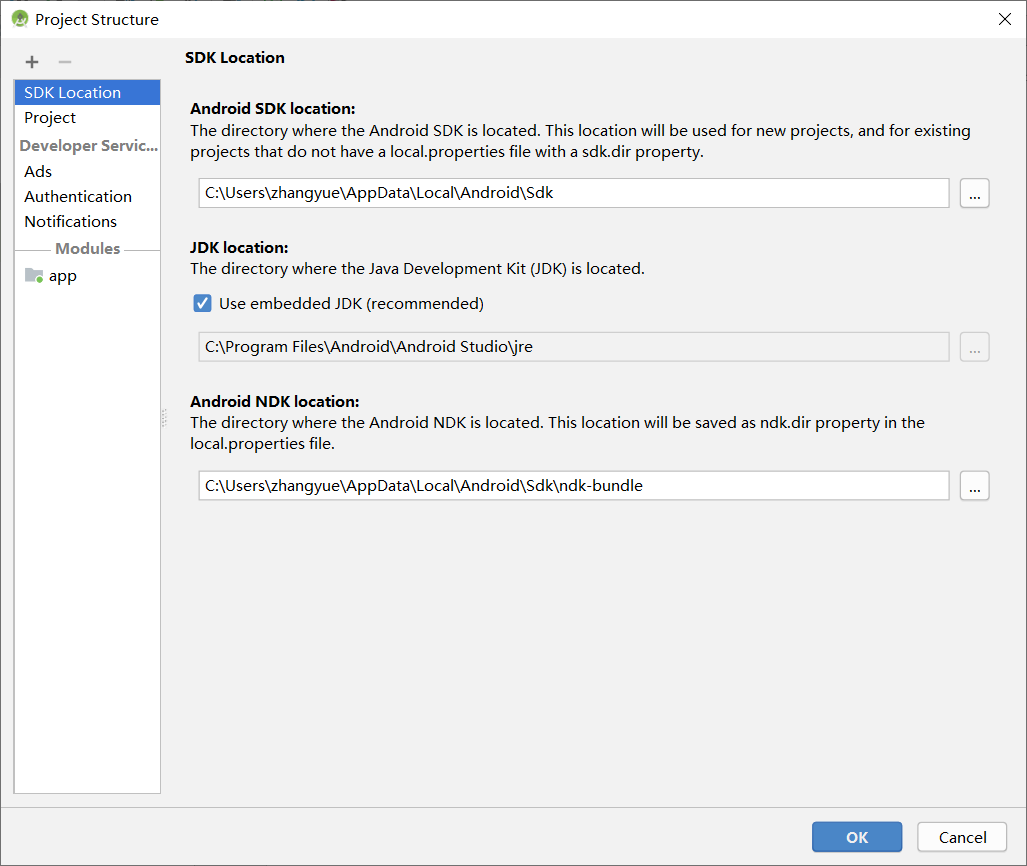 Project Structure
SDK Location
Project
Developer Servic...
Ads
Authentication
Notifications
Modules
app
SDK Location
Android SDK location:
The directory where the Android SDK is located. This location will be used for new projects, and for existing
projects that do not have a local.properties file with a sdk.dir property.
C:\Users\zhangyue\AppData\Local\Android\Sdk
...
JDK location:
The directory where the Java Development Kit (JDK) is located.
Use embedded JDK (recommended)
C:\Program Files\Android\Android Studio\jre
...
Android NDK location:
The directory where the Android NDK is located. This location will be saved as ndk.dir property in the
local.properties file.
C:\Users\zhangyue\AppData\Local\Android\Sdk\ndk-bundle
...
OK
Cancel